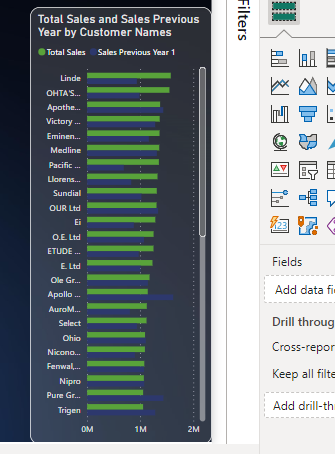 Total Sales and Sales Previous
Year by Customer Names
Total Sales Sales Previous Year 1
Linde
OHTA'S...
Apothe...
Victory ...
Eminen...
Medline
Pacific ...
Llorens...
Sundial
OUR Ltd
Ei
O.E. Ltd
ETUDE ...
E. Ltd
Ole Gr...
Apollo ...
AuroM...
Select
Ohio
Nicono...
Fenwal,...
Nipro
Pure Gr...
Trigen
0M 1M 2M
Filters
123
Fields
Add data fi
Drill throug
Cross-repor
Keep all filte
Add drill-th